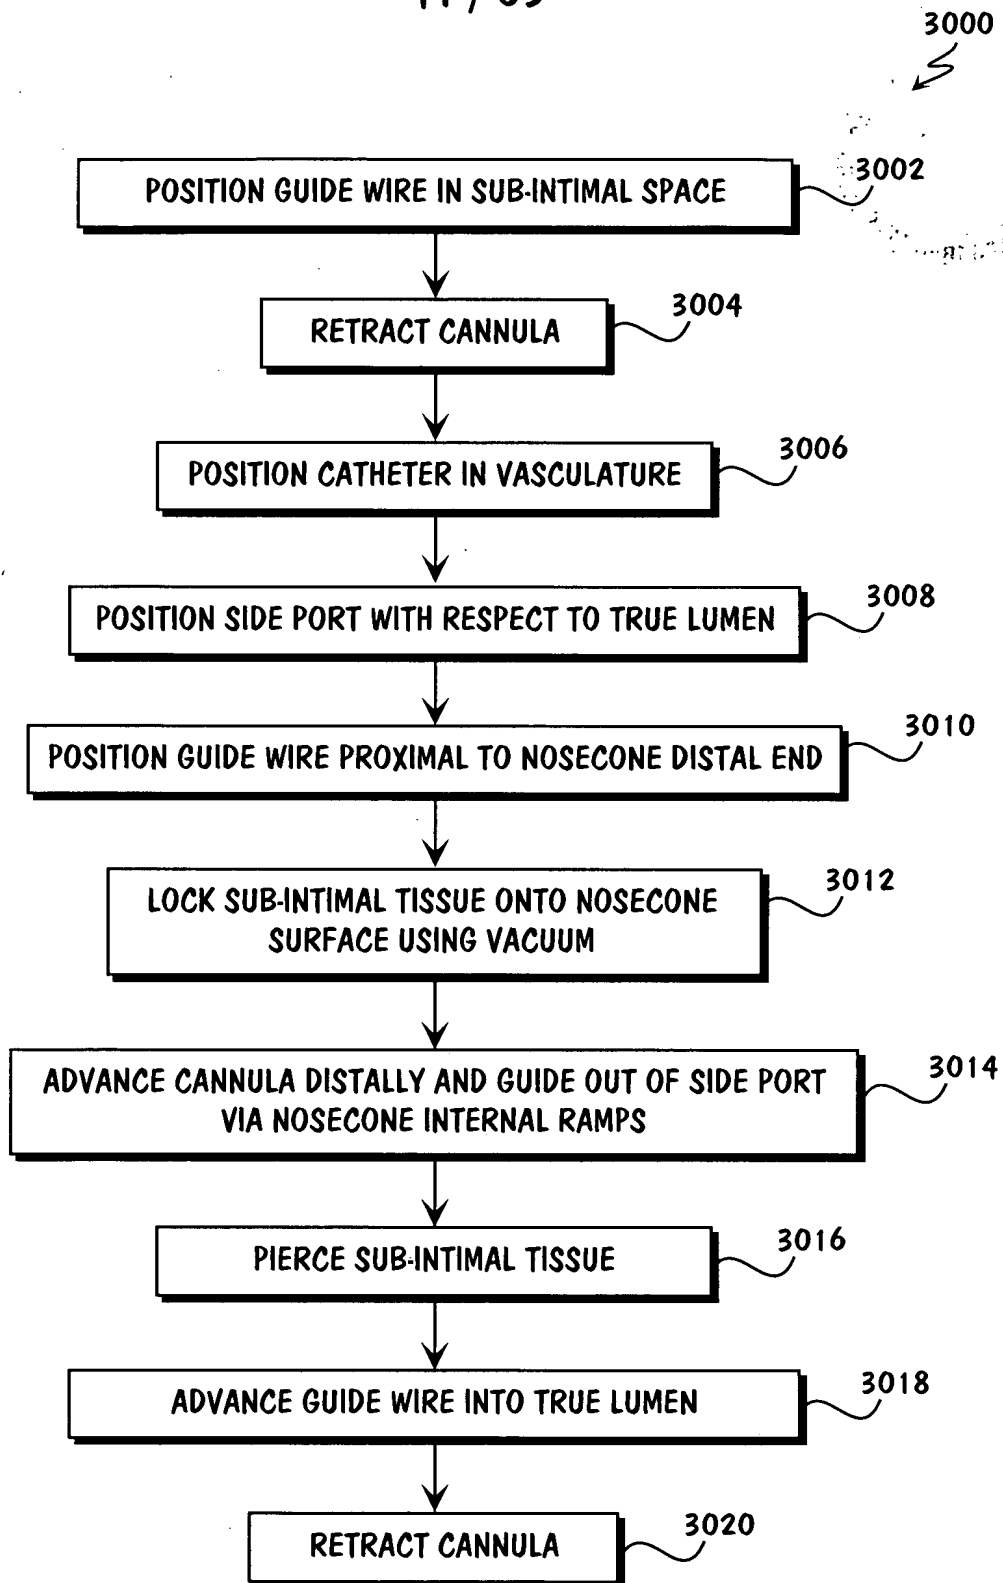 3000
POSITION GUIDE WIRE IN SUB-INTIMAL SPACE
3002
RETRACT CANNULA
3004
POSITION CATHETER IN VASCULATURE
3006
POSITION SIDE PORT WITH RESPECT TO TRUE LUMEN
3008
POSITION GUIDE WIRE PROXIMAL TO NOSECONE DISTAL END
3010
LOCK SUB-INTIMAL TISSUE ONTO NOSECONE
SURFACE USING VACUUM
3012
ADVANCE CANNULA DISTALLY AND GUIDE OUT OF SIDE PORT
VIA NOSECONE INTERNAL RAMPS
3014
PIERCE SUB-INTIMAL TISSUE
3016
ADVANCE GUIDE WIRE INTO TRUE LUMEN
3018
RETRACT CANNULA
3020